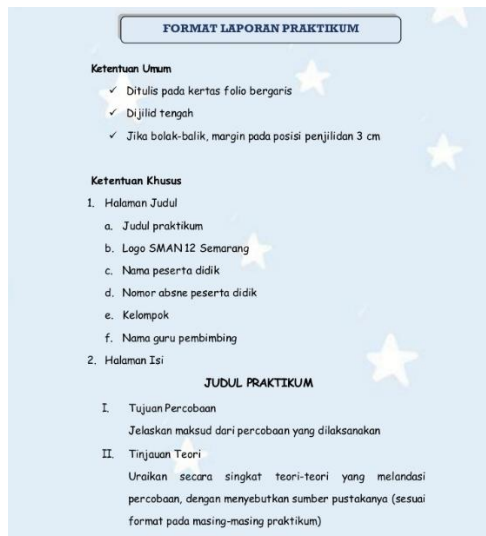 FORMAT LAPORAN PRAKTIKUM
Ketentuan Umum
✓ Ditulis pada kertas folio bergaris
✓ Dijilid tengah
✓ Jika bolak-balik, margin pada posisi penjilidan 3 cm
Ketentuan Khusus
1. Halaman Judul
a. Judul praktikum
b. Logo SMAN 12 Semarang
c. Nama peserta didik
d. Nomor absne peserta didik
e. Kelompok
f. Nama guru pembimbing
2. Halaman Isi
JUDUL PRAKTIKUM
I. Tujuan Percobaan
Jelaskan maksud dari percobaan yang dilaksanakan
II. Tinjauan Teori
Uraikan secara singkat teori-teori yang melandasi
percobaan, dengan menyebutkan sumber pustakanya (sesuai
format pada masing-masing praktikum)